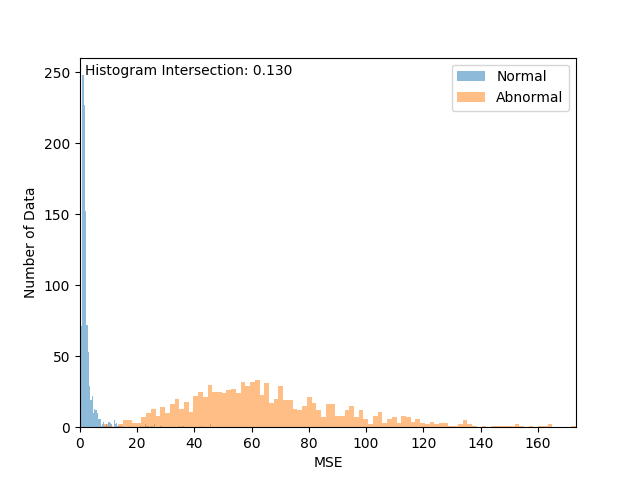 Histogram Intersection: 0.130
Normal
Abnormal
250
200
150
100
50
0
Number of Data
0 20 40 60 80 100 120 140 160
MSE